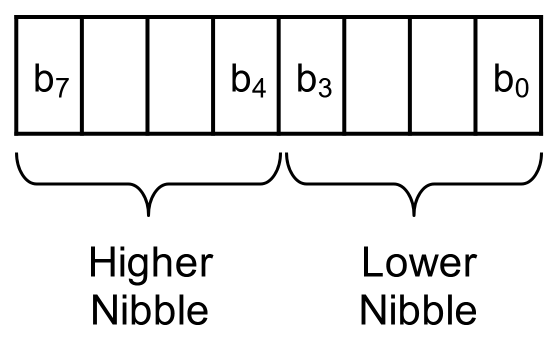 b₇ b₄ b₃ b₀
Higher Lower
Nibble Nibble